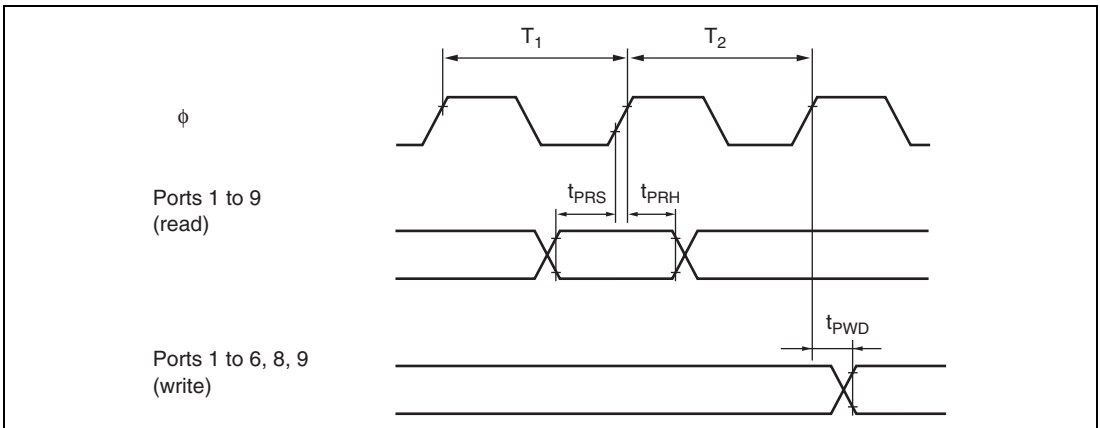 T1 T2
ϕ
Ports 1 to 9
(read)
tPRS tPRH
tPWD
Ports 1 to 6, 8, 9
(write)